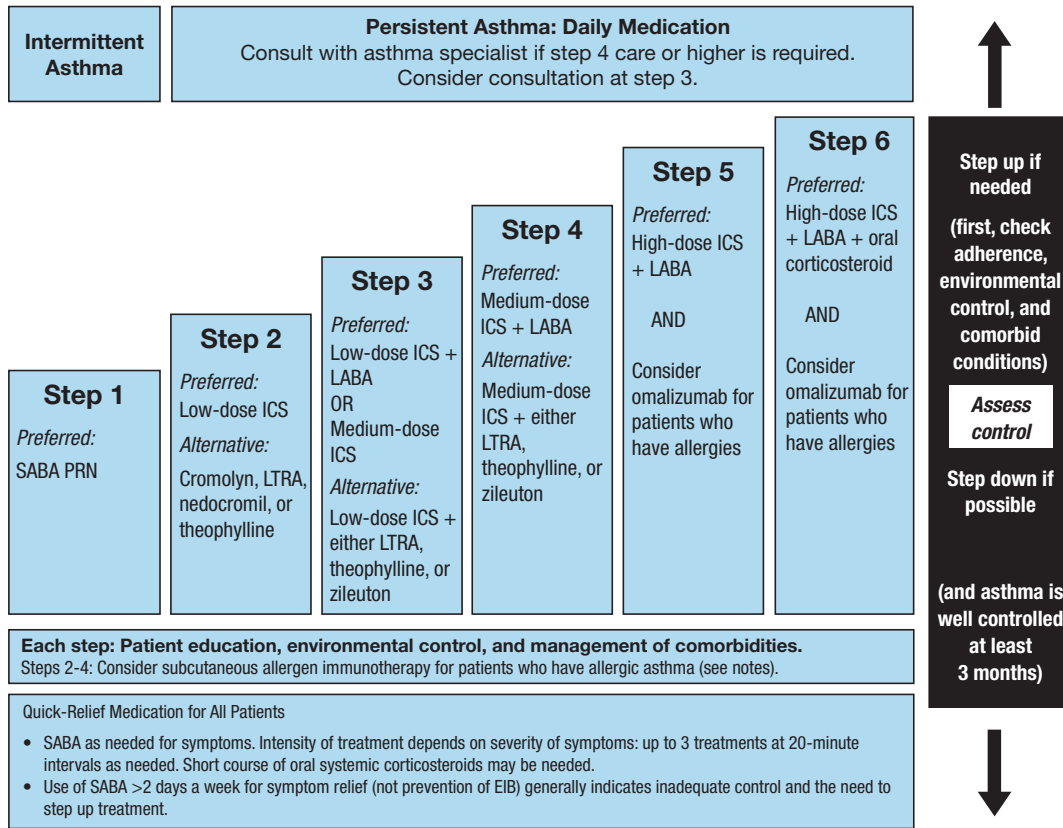 Intermittent
Asthma
Persistent Asthma: Daily Medication
Consult with asthma specialist if step 4 care or higher is required.
Consider consultation at step 3.
Step 1
Preferred:
SABA PRN
Step 2
Preferred:
Low-dose ICS
Alternative:
Cromolyn, LTRA,
nedocromil, or
theophylline
Step 3
Preferred:
Low-dose ICS +
LABA
OR
Medium-dose
ICS
Alternative:
Low-dose ICS +
either LTRA,
theophylline, or
zileuton
Step 4
Preferred:
Medium-dose
ICS + LABA
Alternative:
Medium-dose
ICS + either
LTRA,
theophylline, or
zileuton
Step 5
Preferred:
High-dose ICS
+ LABA
AND
Consider
omalizumab for
patients who
have allergies
Step 6
Preferred:
High-dose ICS
+ LABA + oral
corticosteroid
AND
Consider
omalizumab for
patients who
have allergies
Step up if
needed
(first, check
adherence,
environmental
control, and
comorbid
conditions)
Assess
control
Step down if
possible
(and asthma is
well controlled
at least
3 months)
Each step: Patient education, environmental control, and management of comorbidities.
Steps 2-4: Consider subcutaneous allergen immunotherapy for patients who have allergic asthma (see notes).
Quick-Relief Medication for All Patients
• SABA as needed for symptoms. Intensity of treatment depends on severity of symptoms: up to 3 treatments at 20-minute
intervals as needed. Short course of oral systemic corticosteroids may be needed.
• Use of SABA >2 days a week for symptom relief (not prevention of EIB) generally indicates inadequate control and the need to
step up treatment.